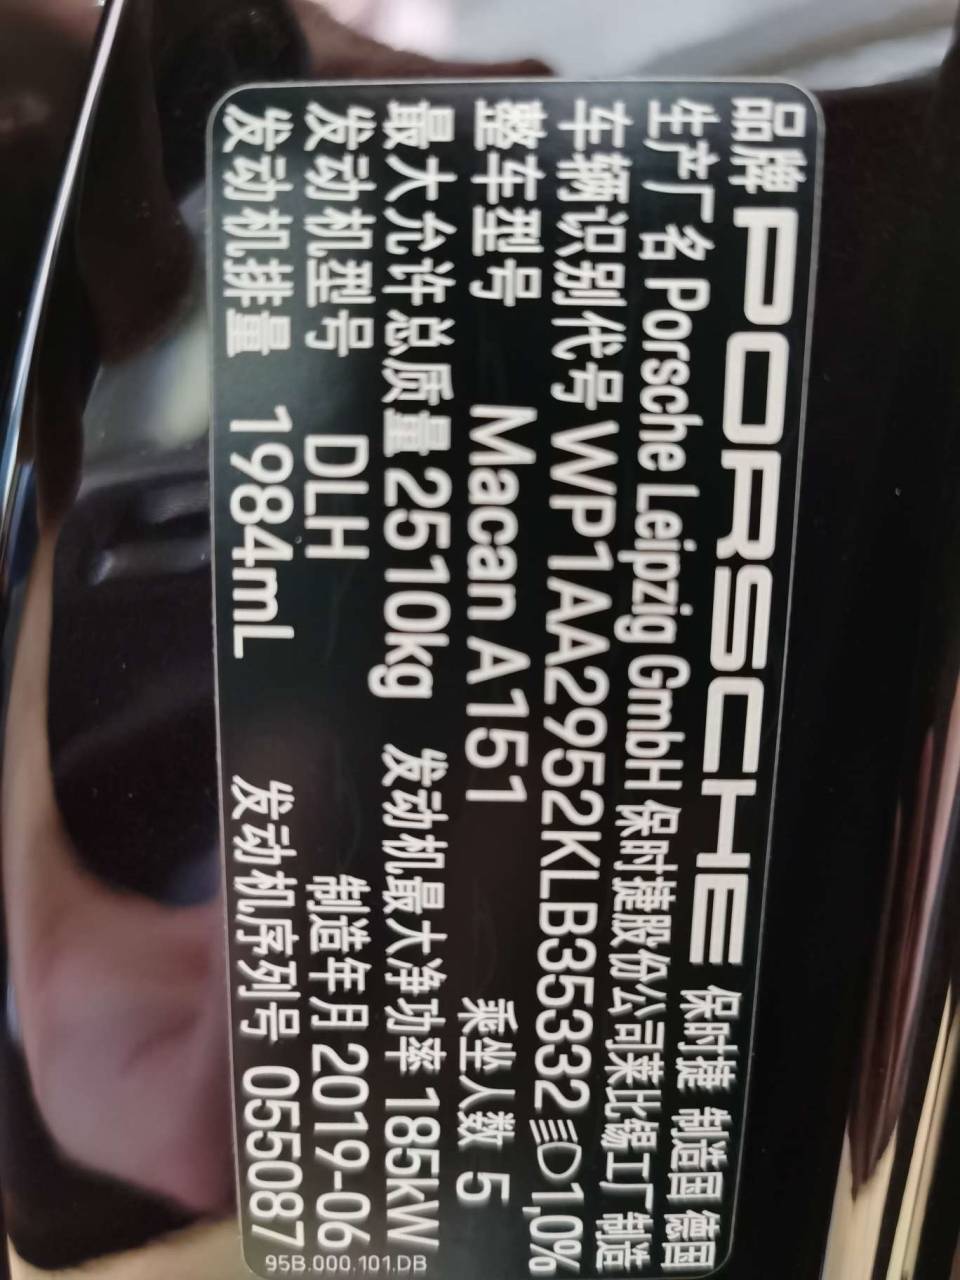 品牌 PORSCHE 保时捷 制造国 德国
生产厂名 Porsche Leipzig GmbH 保时捷股份公司莱比锡工厂制造
车辆识别代号 WP1AA2952KLB35332 1,0%
整车型号 Macan A151 乘坐人数 5
最大允许总质量 2510kg 发动机最大净功率 185kW
发动机型号 DLH 制造年月 2019-06
发动机排量 1984mL 发动机序列号 055087
95B.000.101.DB